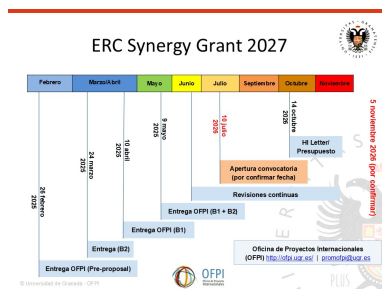 ERC Synergy Grant 2027
Febrero
Marzo/Abril
Mayo
Junio
Julio
Septiembre
Octubre
Noviembre
26 febrero
2025
24 marzo
2025
10 abril
2025
9 mayo
2025
10 julio
2026
14 octubre
2026
5 noviembre 2026 (por confirmar)
HI Letter/
Presupuesto
Apertura convocatoria
(por confirmar fecha)
Revisiones continuas
Entrega OFPI (B1 + B2)
Entrega OFPI (B1)
Entrega (B2)
Entrega OFPI (Pre-proposal)
Oficina de Proyectos Internacionales
(OFPI) http://ofpi.ugr.es/ | promofpi@ugr.es
OFPI
© Universidad de Granada - OFPI
PLUS